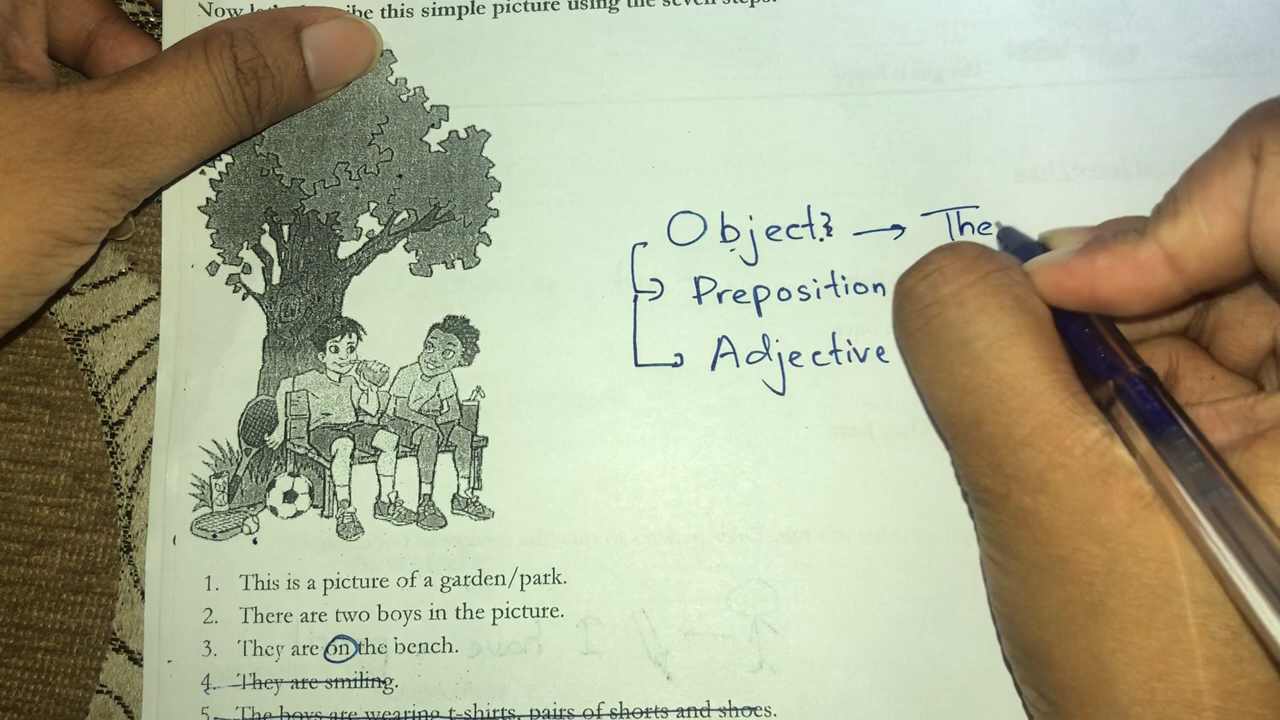 Now be this simple picture using the seven steps.
Objects → The
Preposition
Adjective
1. This is a picture of a garden/park.
2. There are two boys in the picture.
3. They are on the bench.
4. They are smiling.
5. The boys are wearing t-shirts, pairs of shorts and shoes.